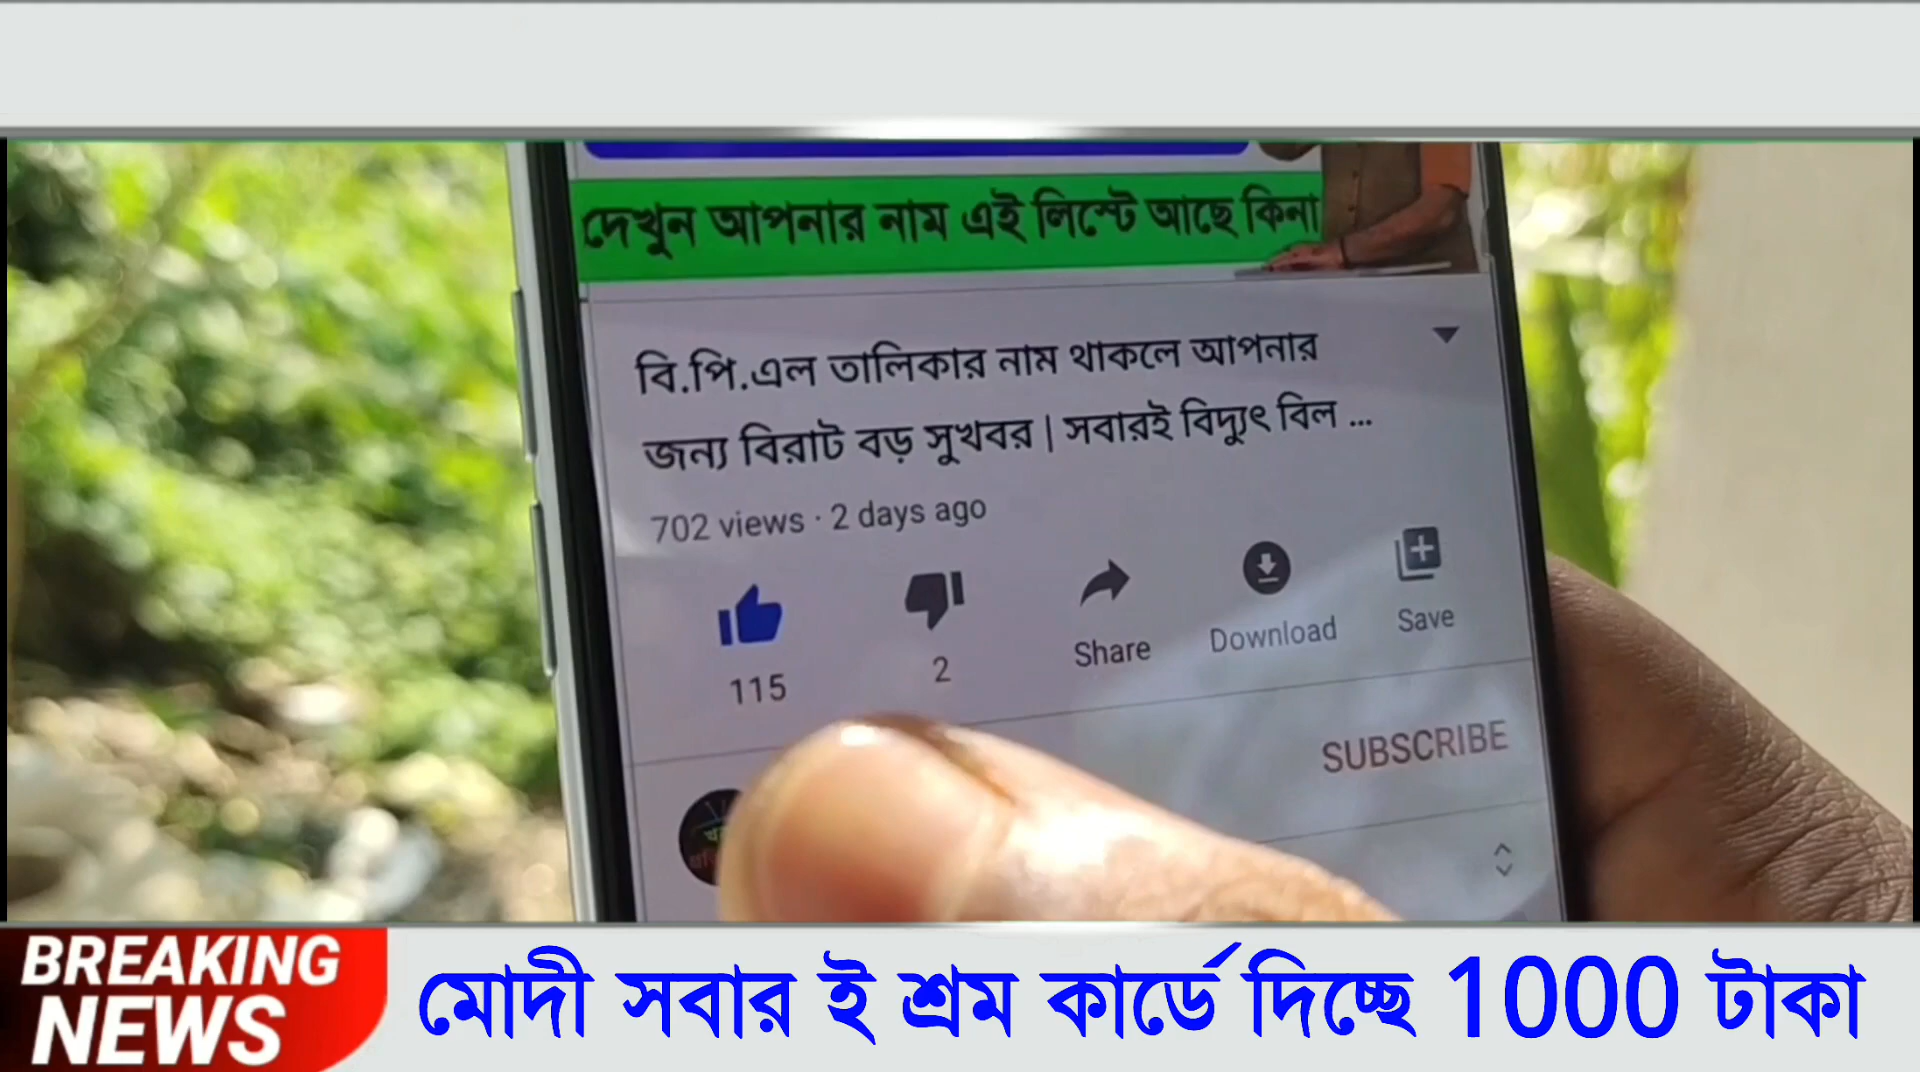 দেখুন আপনার নাম এই লিস্টে আছে কিনা
বি.পি.এল তালিকার নাম থাকলে আপনার
জন্য বিরাট বড় সুখবর | সবারই বিদ্যুৎ বিল ...
702 views · 2 days ago
115
2
Share
Download
Save
SUBSCRIBE
BREAKING
NEWS
মোদী সবার ই শ্রম কার্ডে দিচ্ছে 1000 টাকা